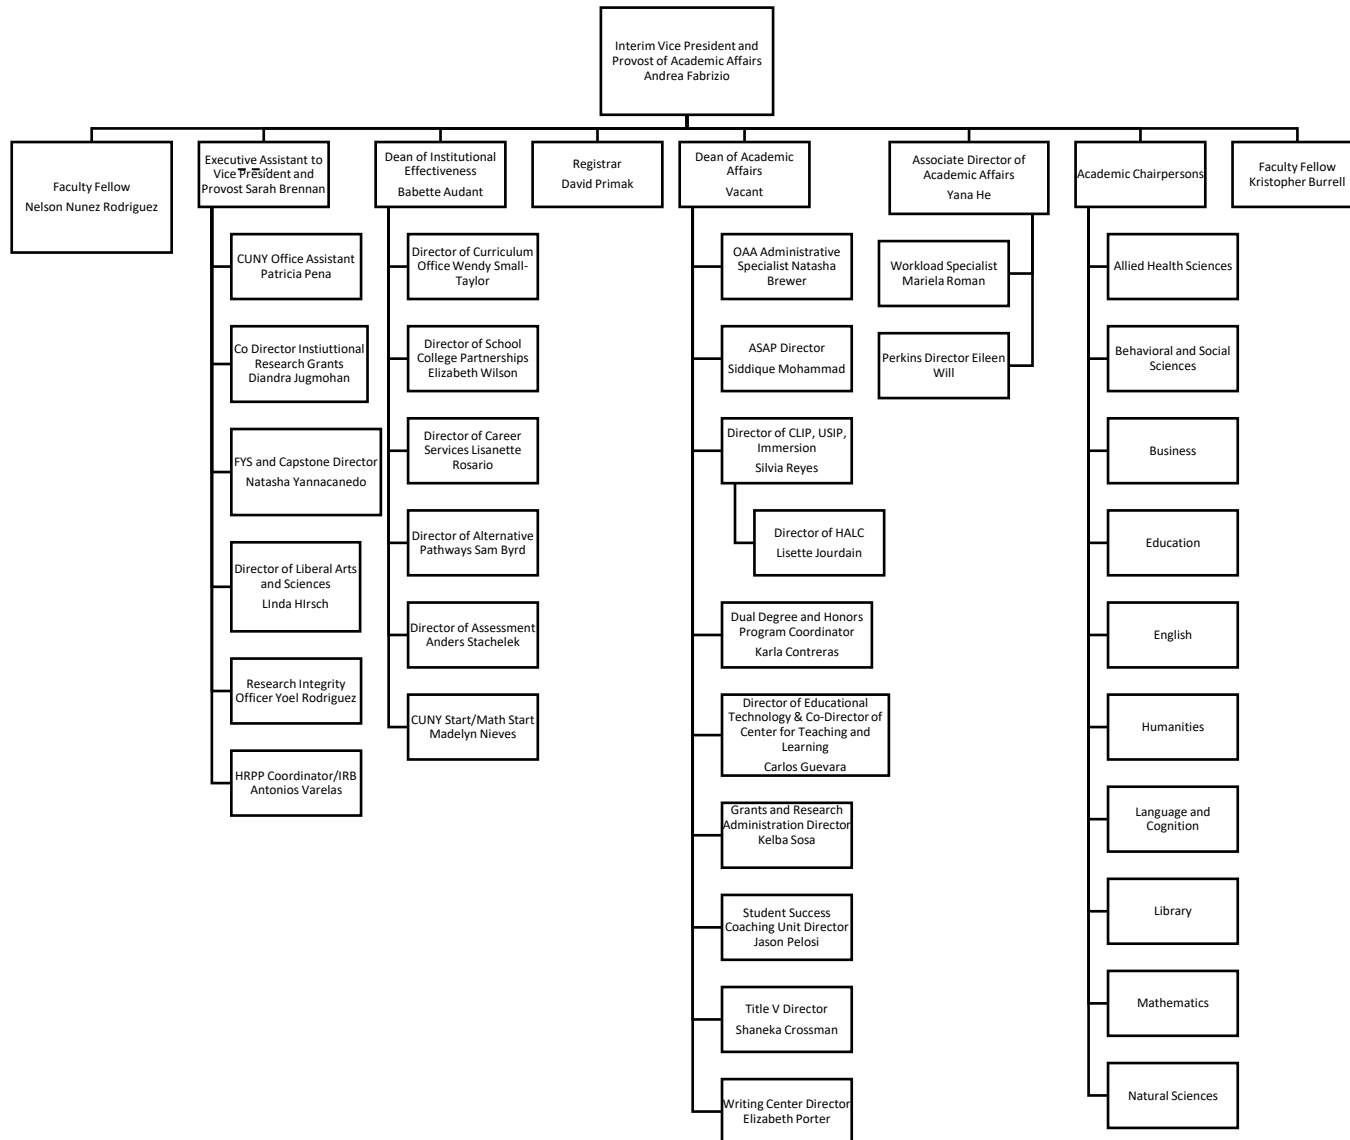 Interim Vice President and
Provost of Academic Affairs
Andrea Fabrizio
Faculty Fellow
Nelson Nunez Rodriguez
Executive Assistant to
Vice President and
Provost Sarah Brennan
Dean of Institutional
Effectiveness
Babette Audant
Registrar
David Primak
Dean of Academic
Affairs
Vacant
Associate Director of
Academic Affairs
Yana He
Academic Chairpersons
Faculty Fellow
Kristopher Burrell
CUNY Office Assistant
Patricia Pena
Co Director Instiuttional
Research Grants
Diandra Jugmohan
FYS and Capstone Director
Natasha Yannacanedo
Director of Liberal Arts
and Sciences
LInda HIrsch
Research Integrity
Officer Yoel Rodriguez
HRPP Coordinator/IRB
Antonios Varelas
Director of Curriculum
Office Wendy Small-
Taylor
Director of School
College Partnerships
Elizabeth Wilson
Director of Career
Services Lisanette
Rosario
Director of Alternative
Pathways Sam Byrd
Director of Assessment
Anders Stachelek
CUNY Start/Math Start
Madelyn Nieves
OAA Administrative
Specialist Natasha
Brewer
ASAP Director
Siddique Mohammad
Director of CLIP, USIP,
Immersion
Silvia Reyes
Director of HALC
Lisette Jourdain
Dual Degree and Honors
Program Coordinator
Karla Contreras
Director of Educational
Technology & Co-Director of
Center for Teaching and
Learning
Carlos Guevara
Grants and Research
Administration Director
Kelba Sosa
Student Success
Coaching Unit Director
Jason Pelosi
Title V Director
Shaneka Crossman
Writing Center Director
Elizabeth Porter
Workload Specialist
Mariela Roman
Perkins Director Eileen
Will
Allied Health Sciences
Behavioral and Social
Sciences
Business
Education
English
Humanities
Language and
Cognition
Library
Mathematics
Natural Sciences